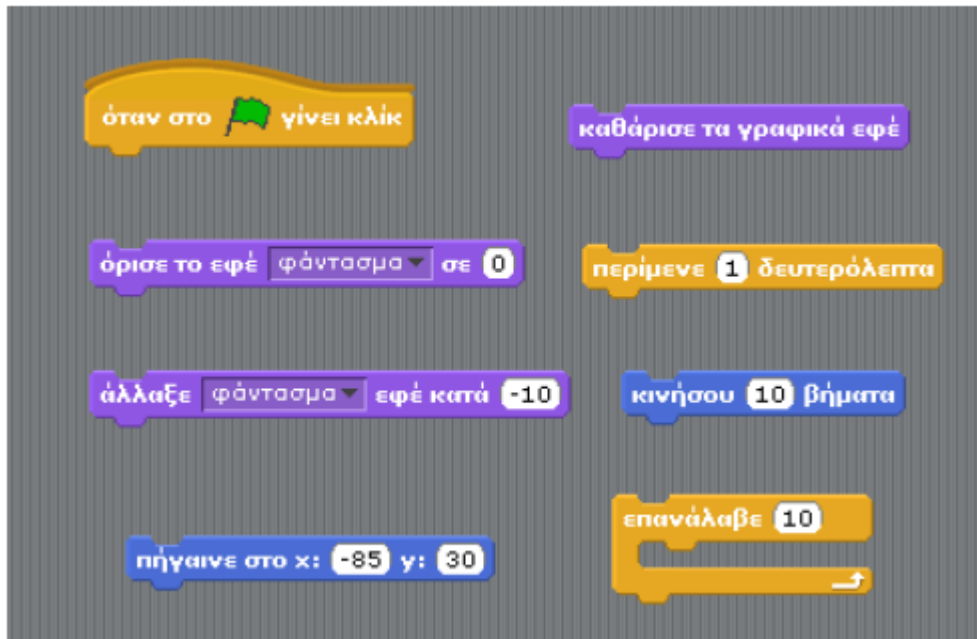 όταν στο γίνει κλίκ
καθάρισε τα γραφικά εφέ
όρισε το εφέ φάντασμα σε 0
περίμενε 1 δευτερόλεπτα
άλλαξε φάντασμα εφέ κατά -10
κινήσου 10 βήματα
επανάλαβε 10
πήγαινε στο x: -85 y: 30